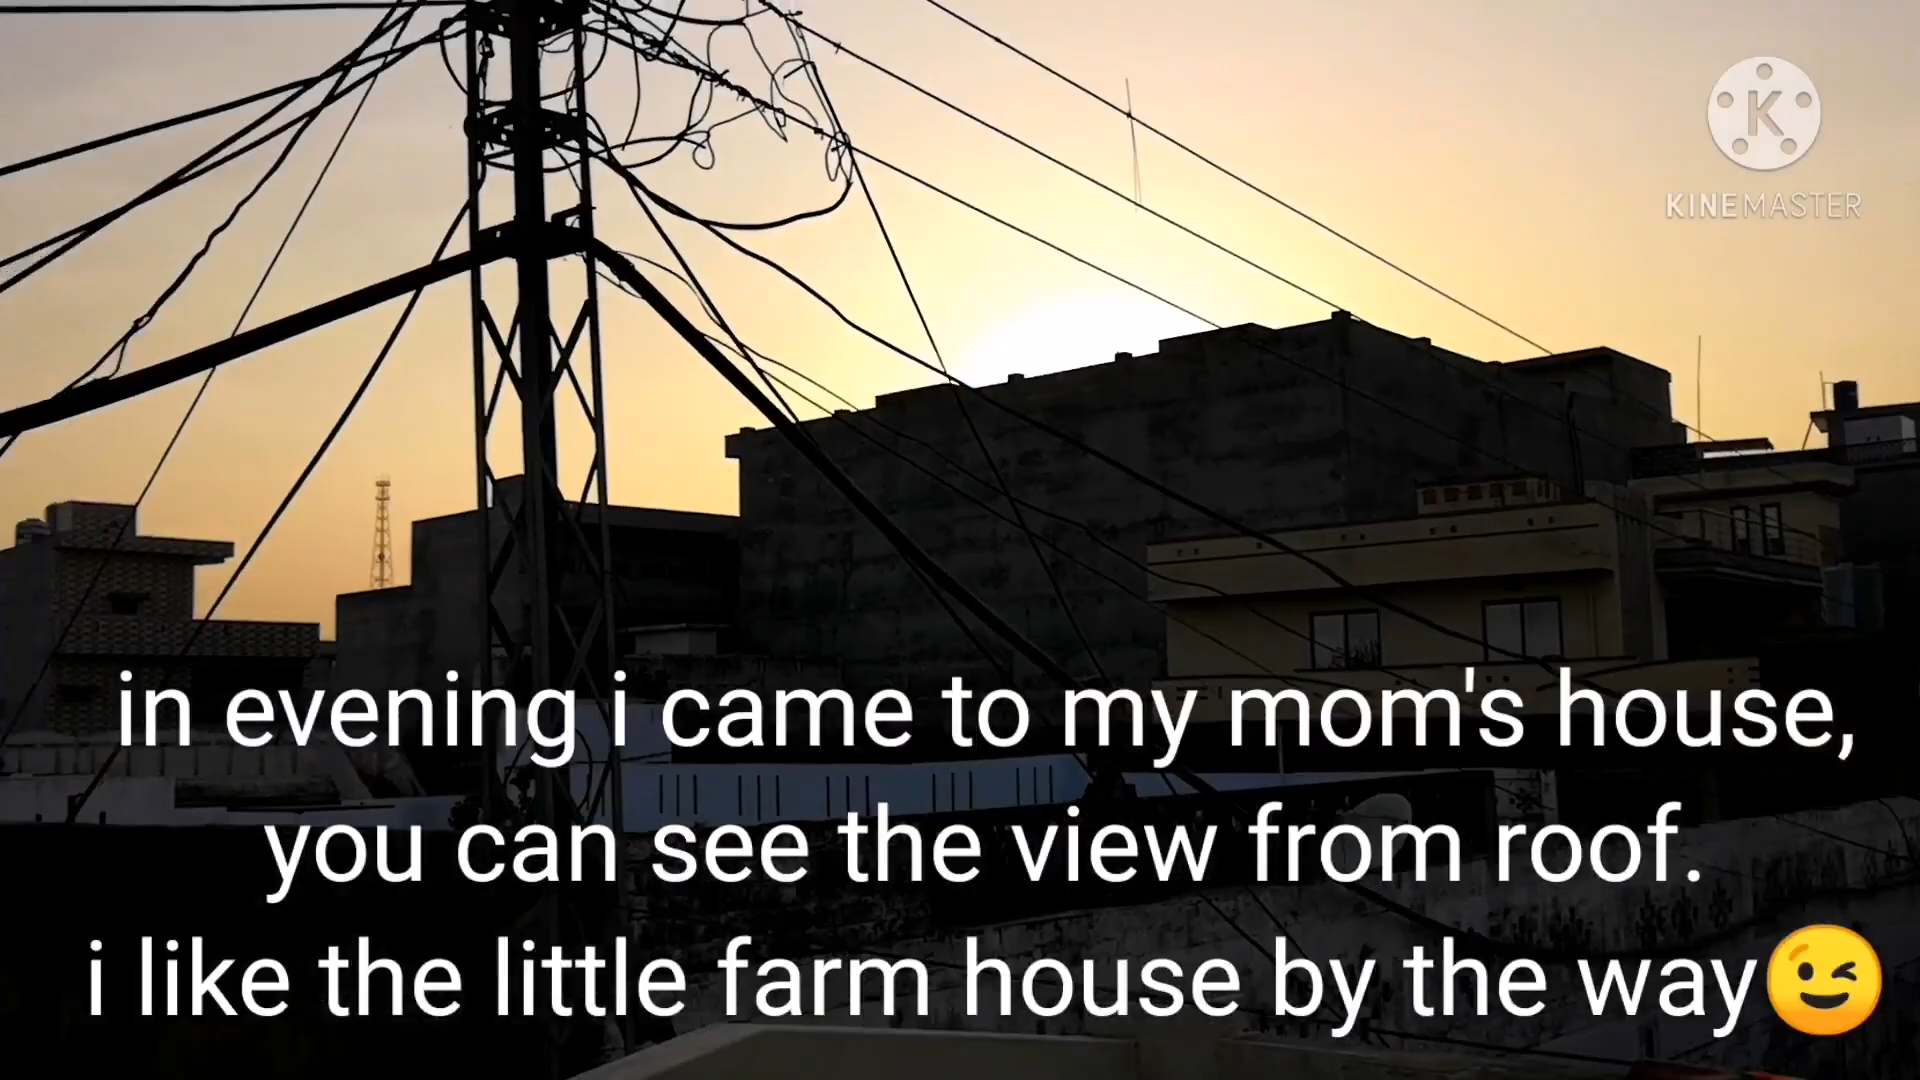 K
KINEMASTER
in evening i came to my mom's house,
you can see the view from roof.
i like the little farm house by the way😉